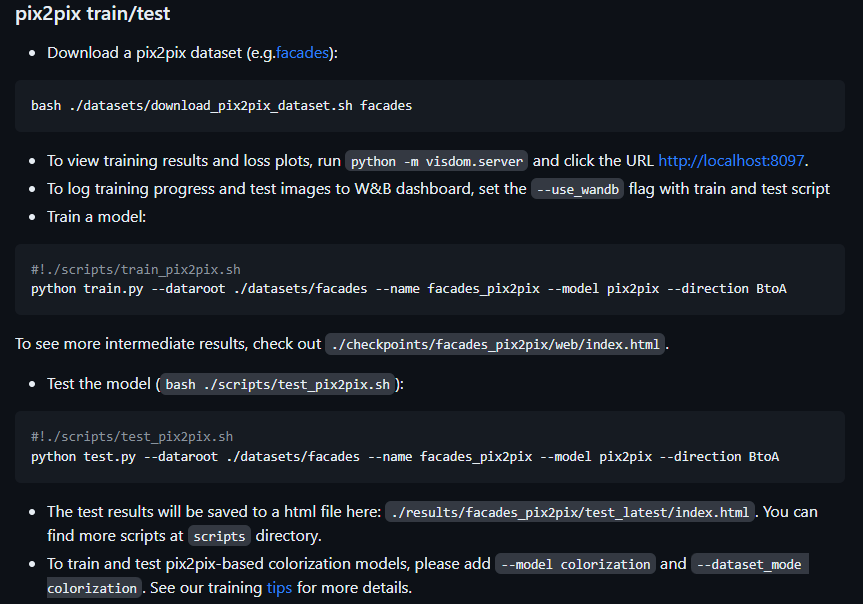 pix2pix train/test
• Download a pix2pix dataset (e.g.facades):
bash ./datasets/download_pix2pix_dataset.sh facades
• To view training results and loss plots, run python -m visdom.server and click the URL http://localhost:8097.
• To log training progress and test images to W&B dashboard, set the --use_wandb flag with train and test script
• Train a model:
#!./scripts/train_pix2pix.sh
python train.py --dataroot ./datasets/facades --name facades_pix2pix --model pix2pix --direction BtoA
To see more intermediate results, check out ./checkpoints/facades_pix2pix/web/index.html.
• Test the model (bash ./scripts/test_pix2pix.sh):
#!./scripts/test_pix2pix.sh
python test.py --dataroot ./datasets/facades --name facades_pix2pix --model pix2pix --direction BtoA
• The test results will be saved to a html file here: ./results/facades_pix2pix/test_latest/index.html. You can
find more scripts at scripts directory.
• To train and test pix2pix-based colorization models, please add --model colorization and --dataset_mode
colorization. See our training tips for more details.